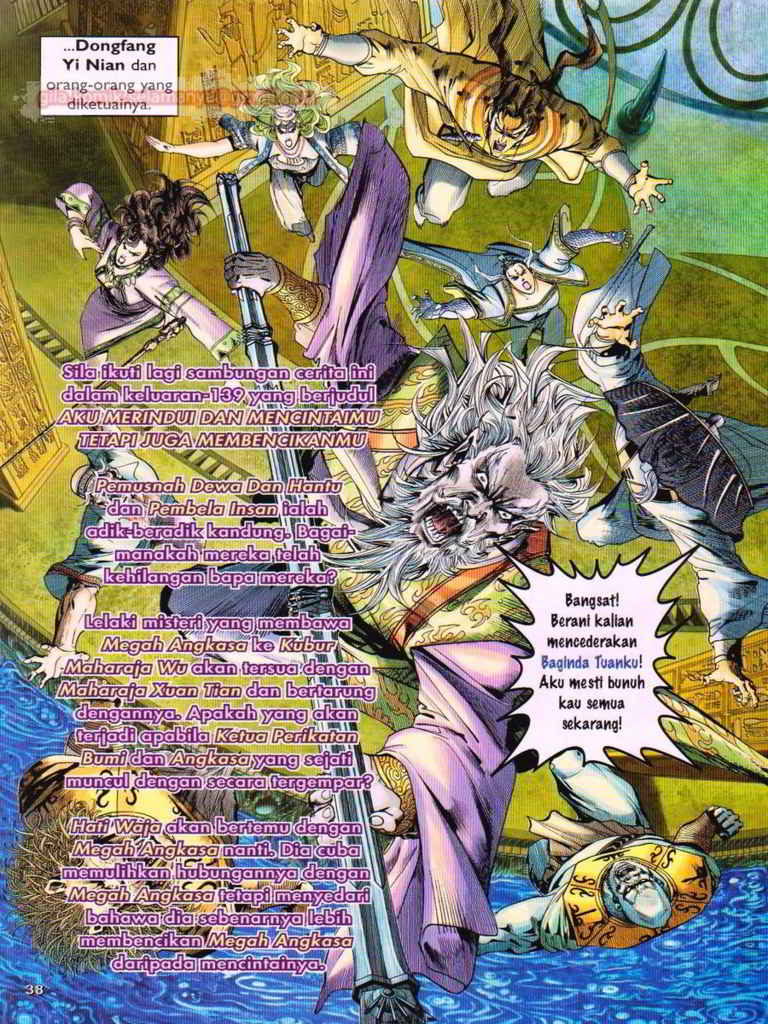 ...Dongfang
Yi Nian dan
orang-orang yang
diketuainya.
Sila ikuti lagi sambungan cerita ini
dalam keluaran-139 yang berjudul
AKU MERINDUI DAN MENCINTAIMU
TETAPI JUGA MEMBENCIKANMU
Pemusnah Dewa Dan Hantu
dan Pembela Insan ialah
adik-beradik kandung. Bagai-
manakah mereka telah
kehilangan bapa mereka?
Lelaki misteri yang membawa
Megah Angkasa ke Kubur
Maharaja Wu akan tersua dengan
Maharaja Xuan Tian dan bertarung
dengannya. Apakah yang akan
terjadi apabila Ketua Perikatan
Bumi dan Angkasa yang sejati
muncul dengan secara tergempar?
Hati Waja akan bertemu dengan
Megah Angkasa nanti. Dia cuba
memulihkan hubungannya dengan
Megah Angkasa tetapi menyedari
bahawa dia sebenarnya lebih
membencikan Megah Angkasa
daripada mencintainya.
Bangsat!
Berani kalian
mencederakan
Baginda Tuanku!
Aku mesti bunuh
kau semua
sekarang!
38